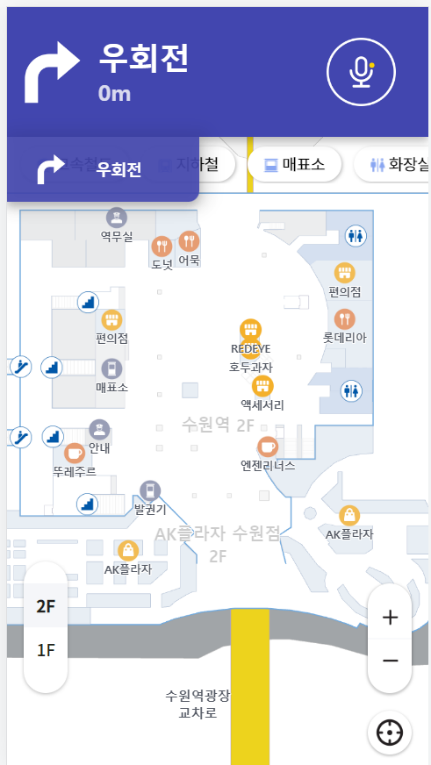 우회전
0m
우회전
지하철
매표소
화장실
역무실
도넛
어묵
편의점
롯데리아
편의점
REDEYE
호두과자
매표소
액세서리
수원역 2F
안내
뚜레주르
엔젤리너스
발권기
AK플라자
AK플라자 수원점
2F
AK플라자
2F
1F
수원역광장
교차로